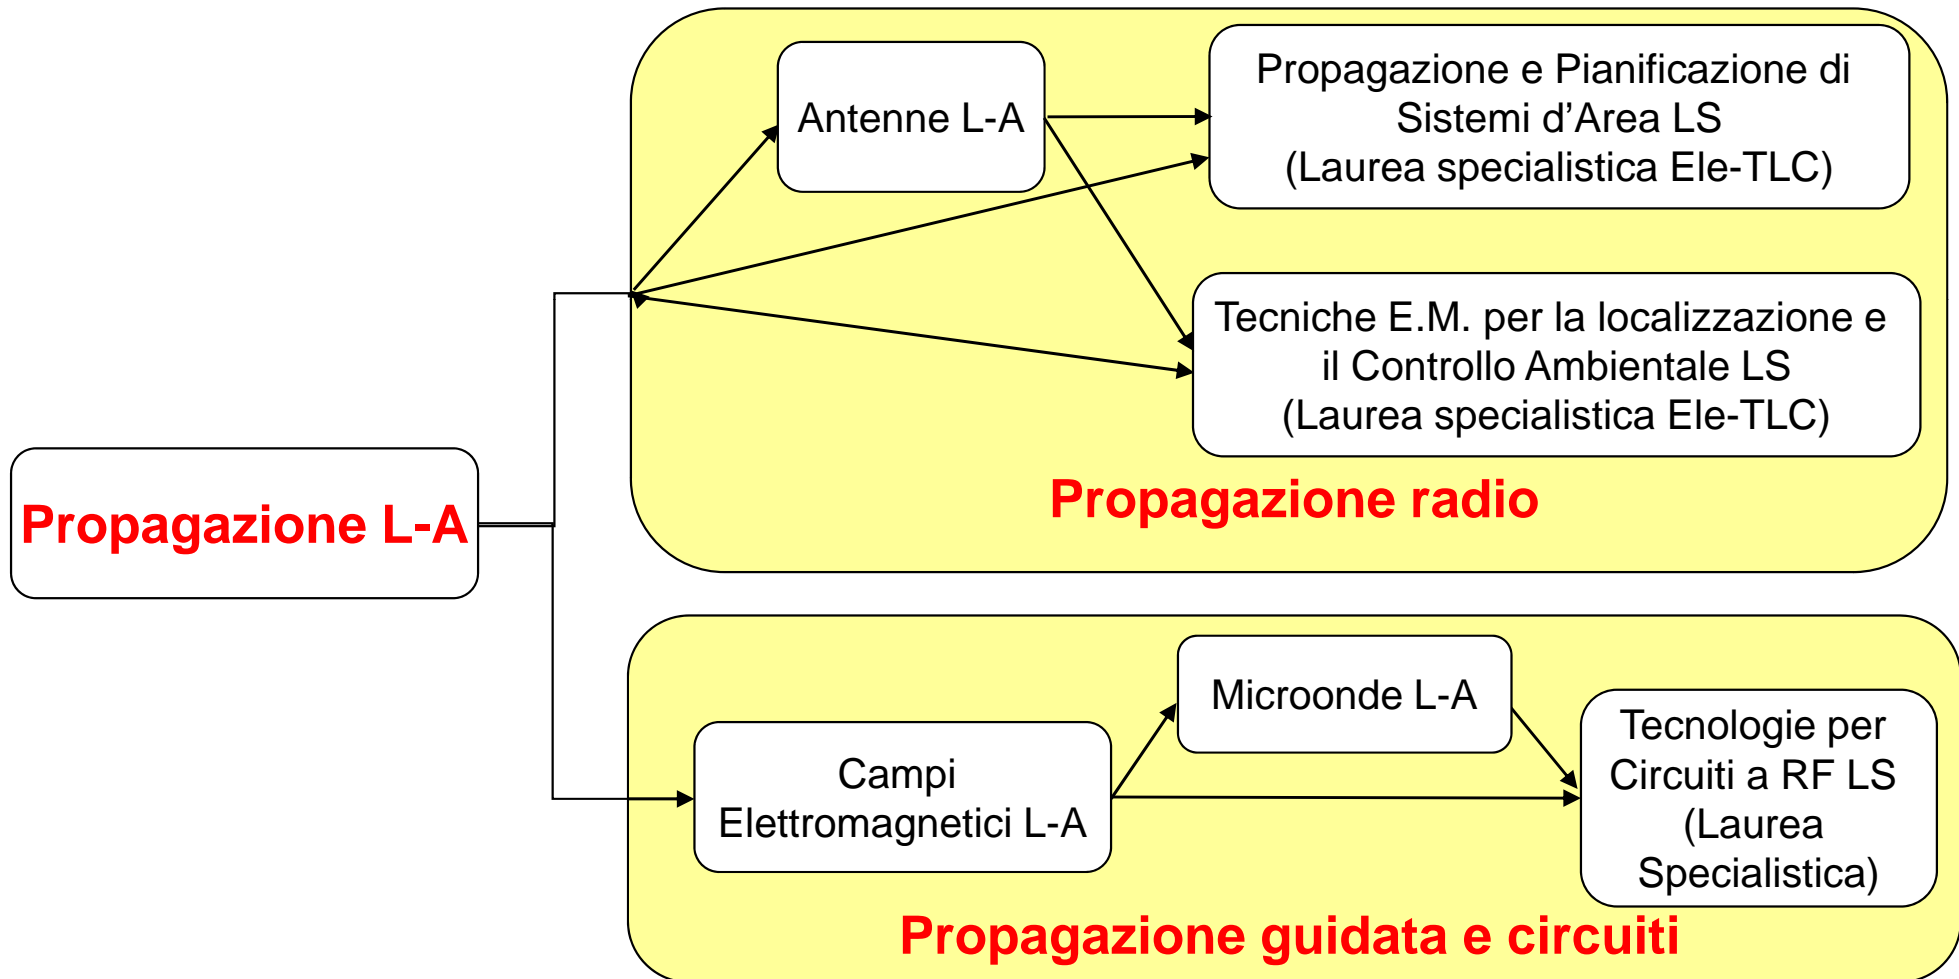 Antenne L-A
Propagazione e Pianificazione di
Sistemi d’Area LS
(Laurea specialistica Ele-TLC)
Tecniche E.M. per la localizzazione e
il Controllo Ambientale LS
(Laurea specialistica Ele-TLC)
Propagazione radio
Propagazione L-A
Microonde L-A
Campi
Elettromagnetici L-A
Tecnologie per
Circuiti a RF LS
(Laurea
Specialistica)
Propagazione guidata e circuiti